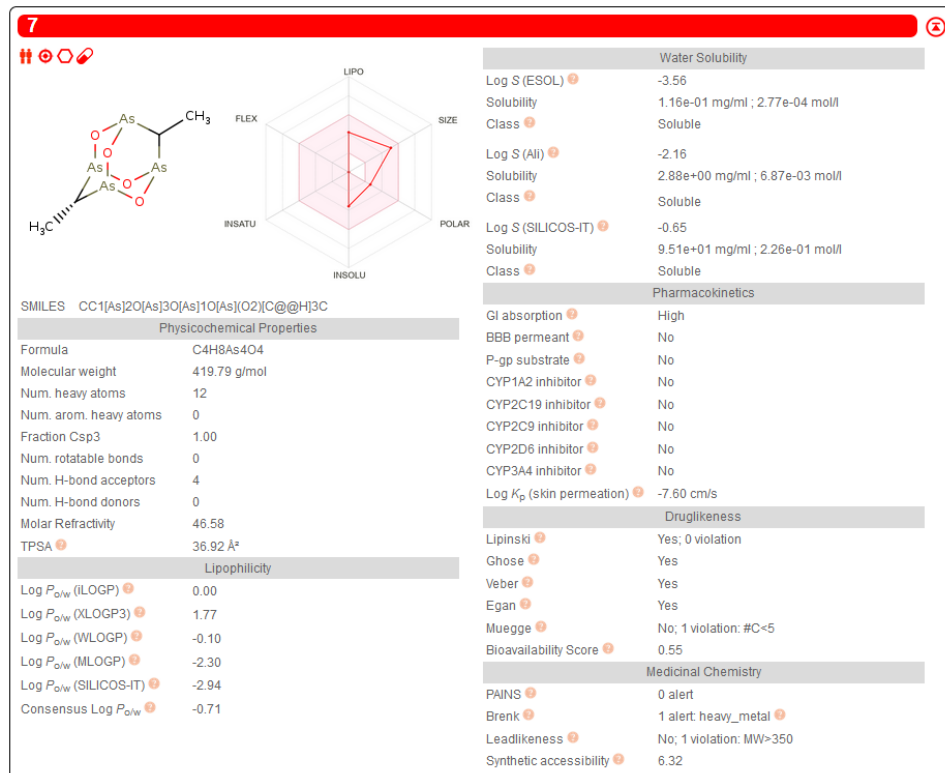 7
LIPO
SIZE
POLAR
INSOLU
INSATU
FLEX
As
CH3
O
O
As
As
As
O
O
H3C
SMILES CC1[As]2O[As]3O[As]1O[As](O2)[C@@H]3C
Physicochemical Properties
Formula C4H8As4O4
Molecular weight 419.79 g/mol
Num. heavy atoms 12
Num. arom. heavy atoms 0
Fraction Csp3 1.00
Num. rotatable bonds 0
Num. H-bond acceptors 4
Num. H-bond donors 0
Molar Refractivity 46.58
TPSA ? 36.92 Å²
Lipophilicity
Log Po/w (iLOGP) ? 0.00
Log Po/w (XLOGP3) ? 1.77
Log Po/w (WLOGP) ? -0.10
Log Po/w (MLOGP) ? -2.30
Log Po/w (SILICOS-IT) ? -2.94
Consensus Log Po/w ? -0.71
Water Solubility
Log S (ESOL) ? -3.56
Solubility 1.16e-01 mg/ml ; 2.77e-04 mol/l
Class ? Soluble
Log S (Ali) ? -2.16
Solubility 2.88e+00 mg/ml ; 6.87e-03 mol/l
Class ? Soluble
Log S (SILICOS-IT) ? -0.65
Solubility 9.51e+01 mg/ml ; 2.26e-01 mol/l
Class ? Soluble
Pharmacokinetics
GI absorption ? High
BBB permeant ? No
P-gp substrate ? No
CYP1A2 inhibitor ? No
CYP2C19 inhibitor ? No
CYP2C9 inhibitor ? No
CYP2D6 inhibitor ? No
CYP3A4 inhibitor ? No
Log Kp (skin permeation) ? -7.60 cm/s
Druglikeness
Lipinski ? Yes; 0 violation
Ghose ? Yes
Veber ? Yes
Egan ? Yes
Muegge ? No; 1 violation: #C<5
Bioavailability Score ? 0.55
Medicinal Chemistry
PAINS ? 0 alert
Brenk ? 1 alert: heavy_metal ?
Leadlikeness ? No; 1 violation: MW>350
Synthetic accessibility ? 6.32